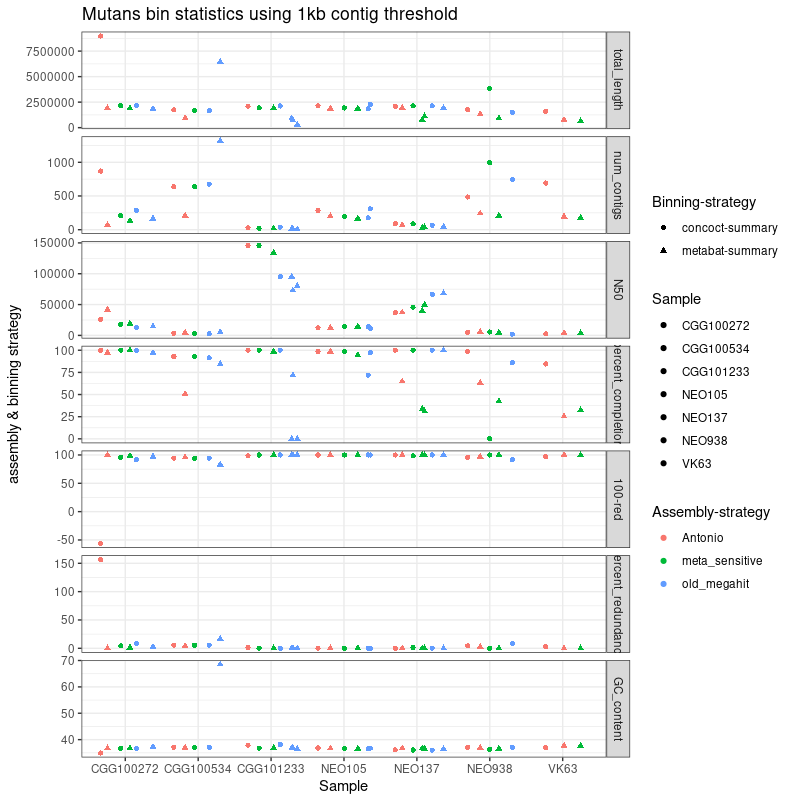 Mutans bin statistics using 1kb contig threshold
assembly & binning strategy
7500000
5000000
2500000
0
total_length
1000
500
0
num_contigs
150000
100000
50000
0
N50
100
75
50
25
0
percent_completion
100
50
0
-50
100-red
150
100
50
0
percent_redundancy
70
60
50
40
GC_content
CGG100272 CGG100534 CGG101233 NEO105 NEO137 NEO938 VK63
Sample
Binning-strategy
concoct-summary
metabat-summary
Sample
CGG100272
CGG100534
CGG101233
NEO105
NEO137
NEO938
VK63
Assembly-strategy
Antonio
meta_sensitive
old_megahit